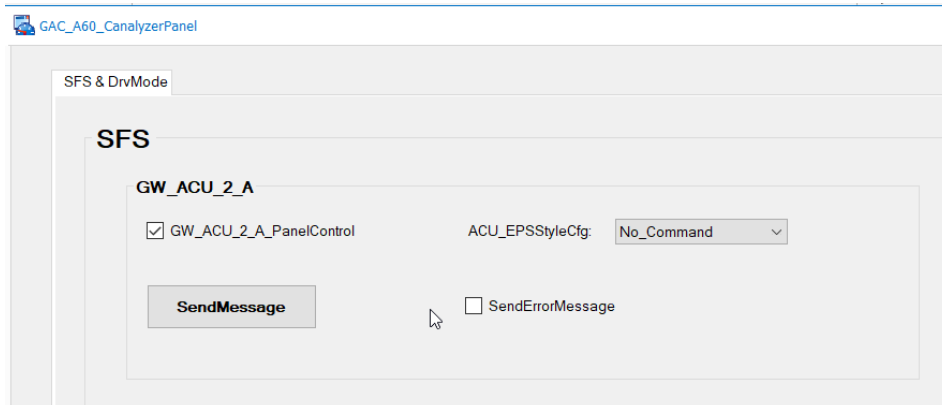 GAC_A60_CanalyzerPanel
SFS & DrvMode
SFS
GW_ACU_2_A
GW_ACU_2_A_PanelControl
ACU_EPSStyleCfg:
No_Command
SendMessage
SendErrorMessage